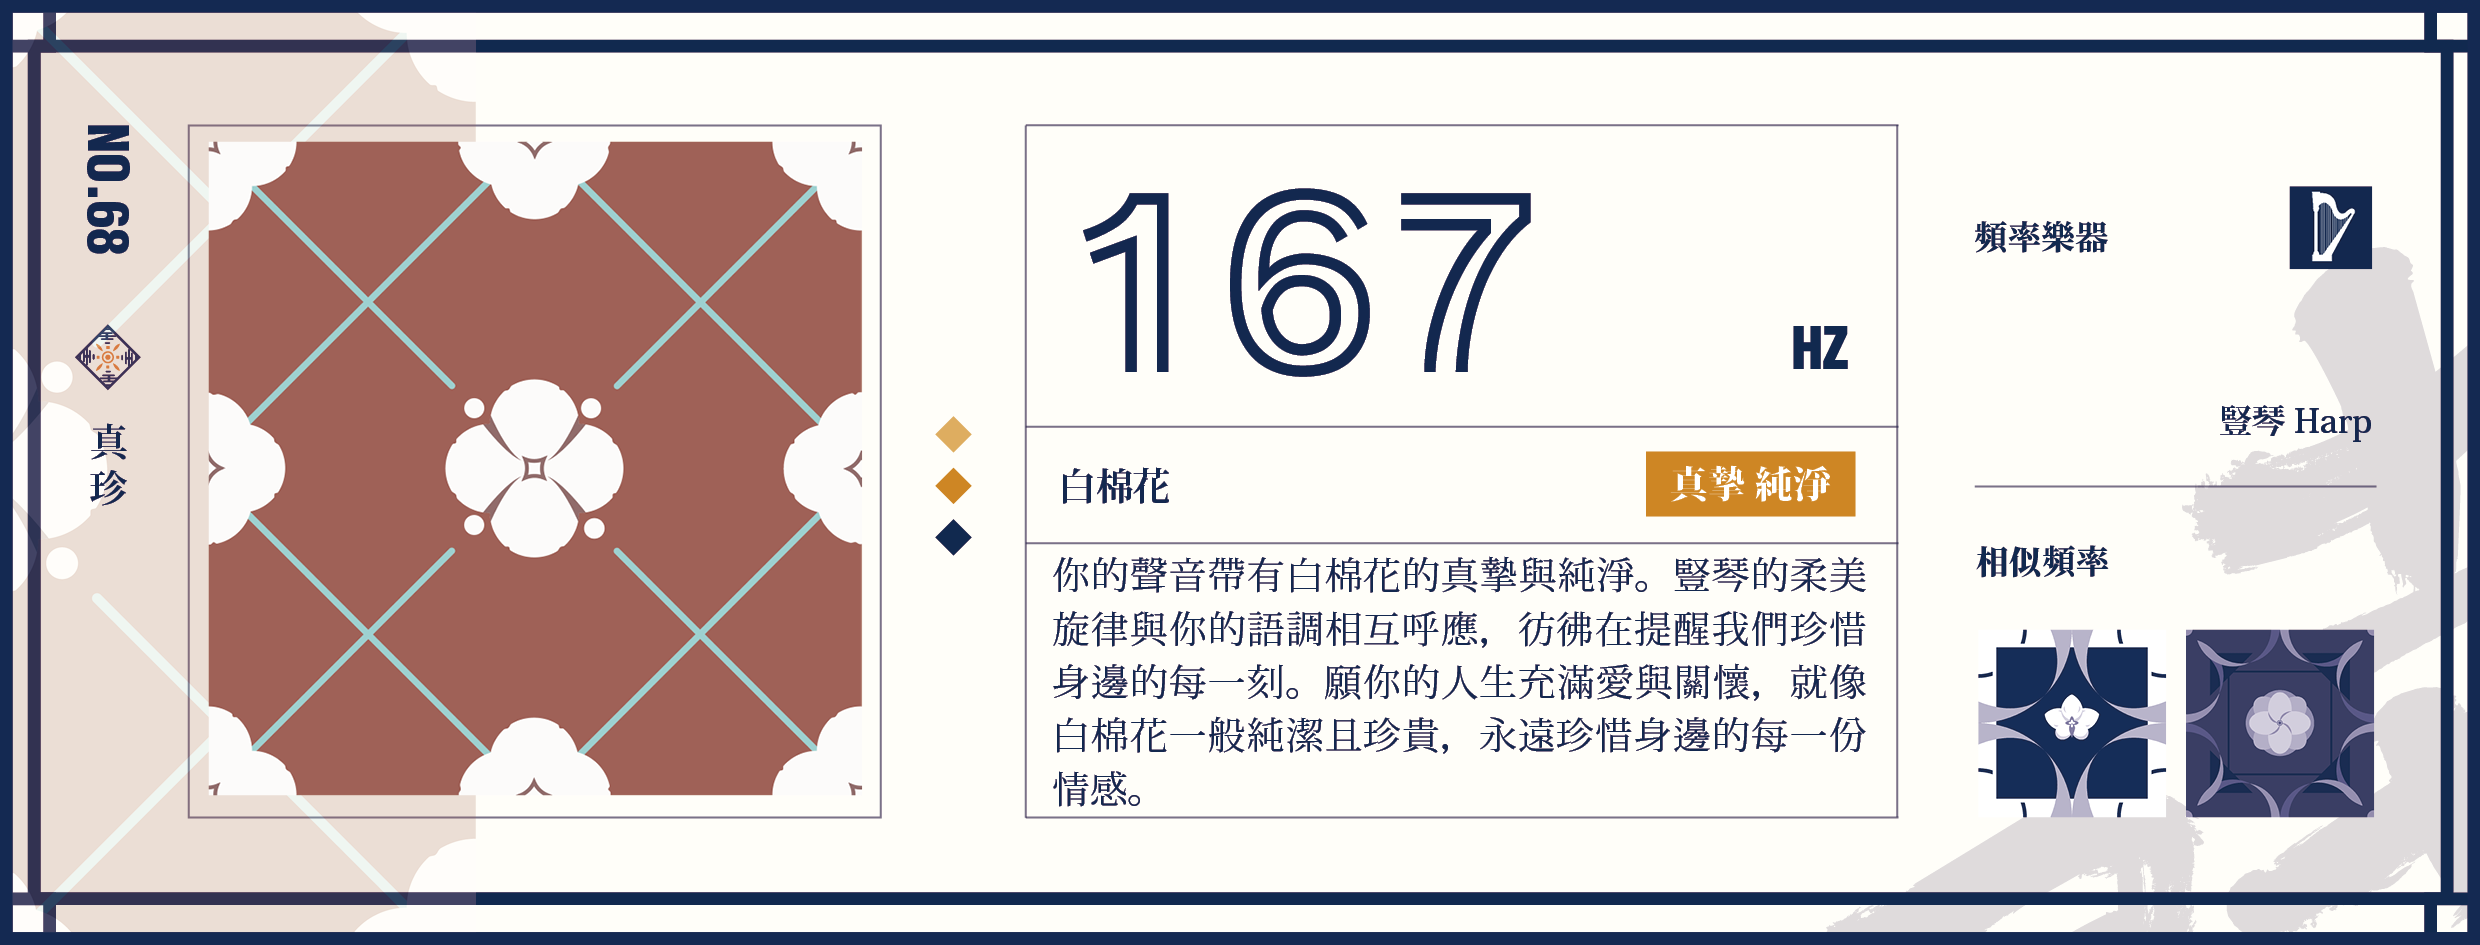 NO.68
真珍
167
HZ
白棉花
真摯 純淨
你的聲音帶有白棉花的真摯與純淨。豎琴的柔美
旋律與你的語調相互呼應，彷彿在提醒我們珍惜
身邊的每一刻。願你的人生充滿愛與關懷，就像
白棉花一般純潔且珍貴，永遠珍惜身邊的每一份
情感。
頻率樂器
豎琴 Harp
相似頻率